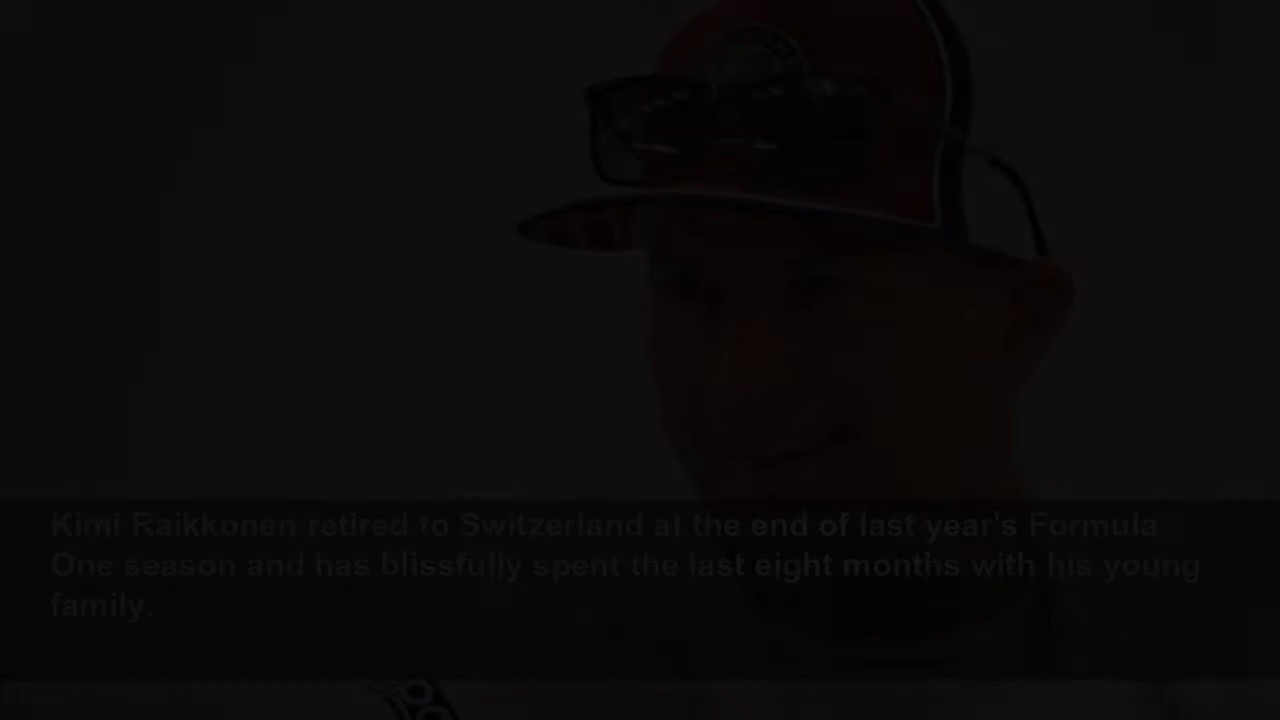 Kimi Raikkonen retired to Switzerland at the end of last year's Formula
One season and has blissfully spent the last eight months with his young
family.